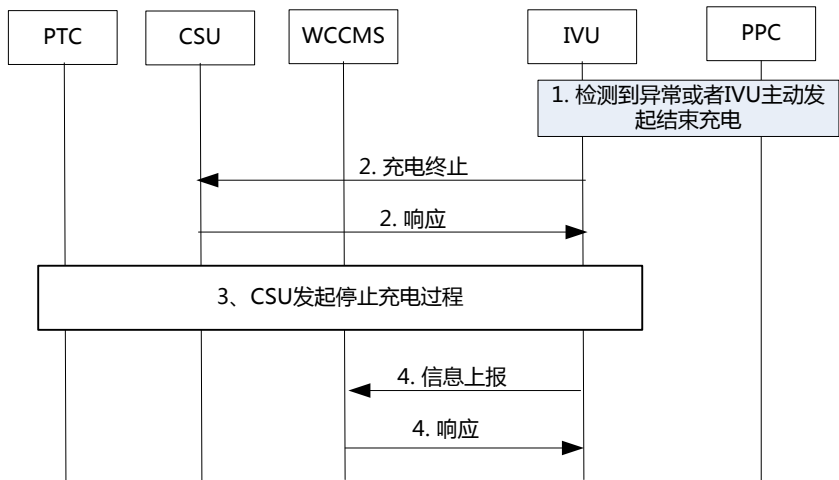 PTC
CSU
WCCMS
IVU
PPC
1. 检测到异常或者IVU主动发
起结束充电
2. 充电终止
2. 响应
3、CSU发起停止充电过程
4. 信息上报
4. 响应